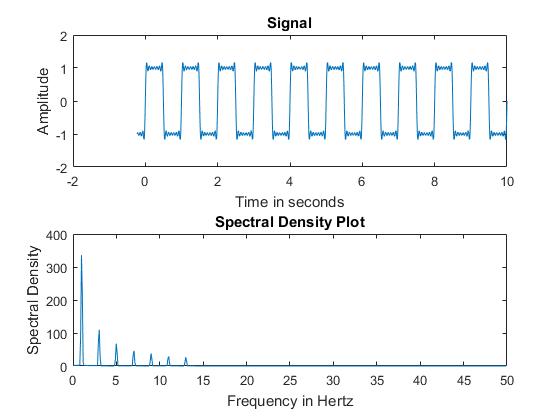 Signal
2
1
0
-1
-2
Amplitude
-2 0 2 4 6 8 10
Time in seconds
Spectral Density Plot
400
300
200
100
0
Spectral Density
0 5 10 15 20 25 30 35 40 45 50
Frequency in Hertz